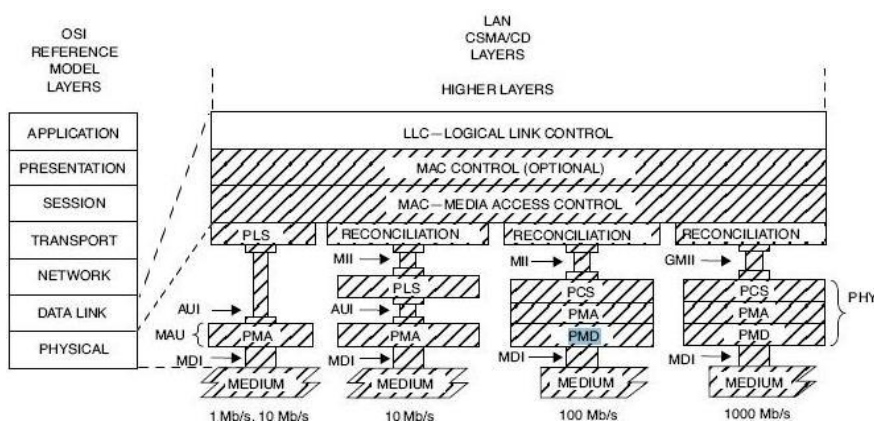 OSI
REFERENCE
MODEL
LAYERS
LAN
CSMA/CD
LAYERS
HIGHER LAYERS
APPLICATION
PRESENTATION
SESSION
TRANSPORT
NETWORK
DATA LINK
PHYSICAL
LLC—LOGICAL LINK CONTROL
MAC CONTROL (OPTIONAL)
MAC—MEDIA ACCESS CONTROL
PLS
RECONCILIATION
RECONCILIATION
RECONCILIATION
MII
MII
GMII
PLS
PCS
PCS
PHY
AUI
AUI
PMA
PMA
MAU
PMA
PMA
PMD
PMD
MDI
MDI
MDI
MDI
MEDIUM
MEDIUM
MEDIUM
MEDIUM
1 Mb/s, 10 Mb/s
10 Mb/s
100 Mb/s
1000 Mb/s